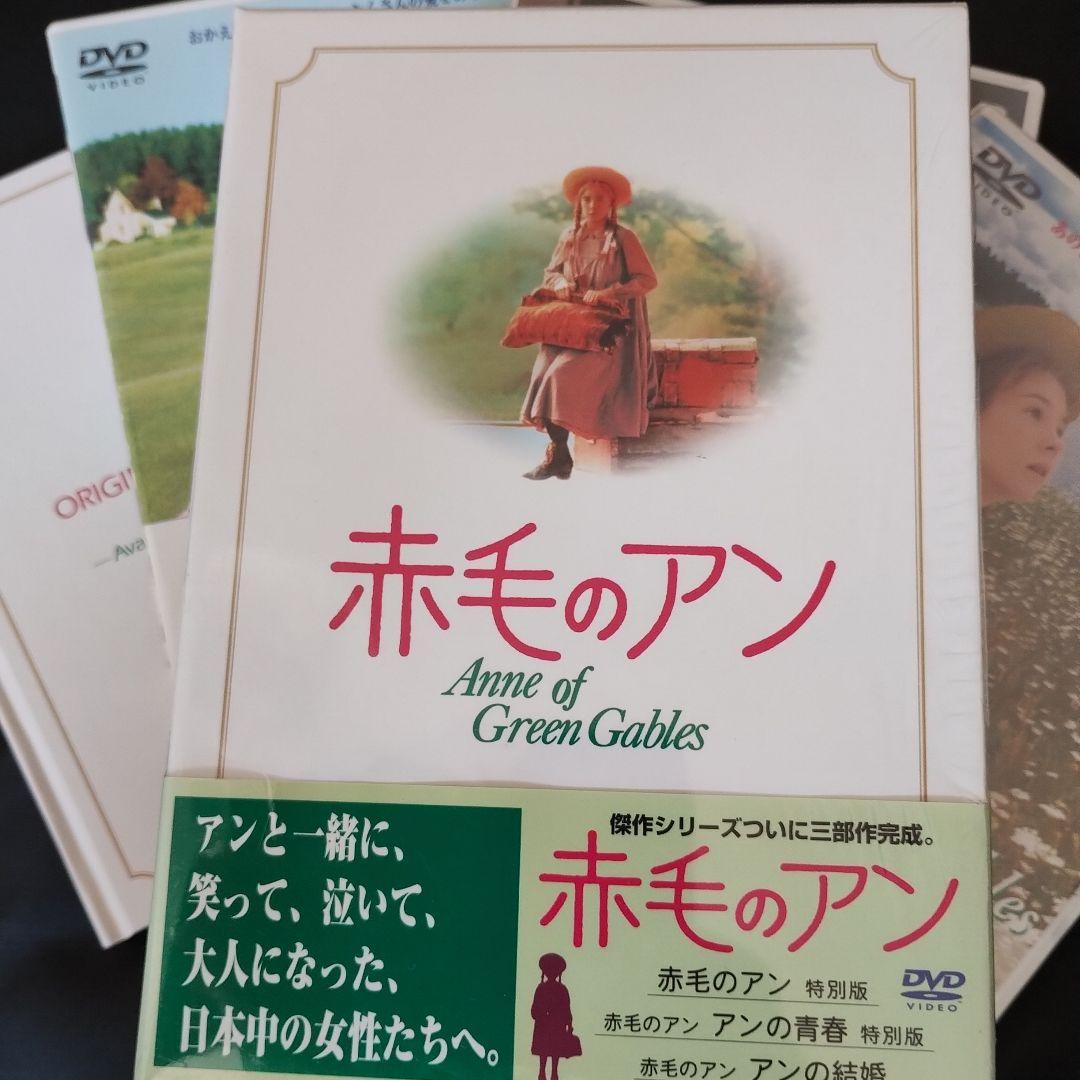 DVD
VIDEO
おかえ
DVD
VIDEO
ORIGI
赤毛のアン
Anne of
Green Gables
アンと一緒に、
笑って、泣いて、
大人になった、
日本中の女性たちへ。
傑作シリーズついに三部作完成。
赤毛のアン
赤毛のアン 特別版
DVD
VIDEO
赤毛のアン アンの青春 特別版
赤毛のアン アンの結婚